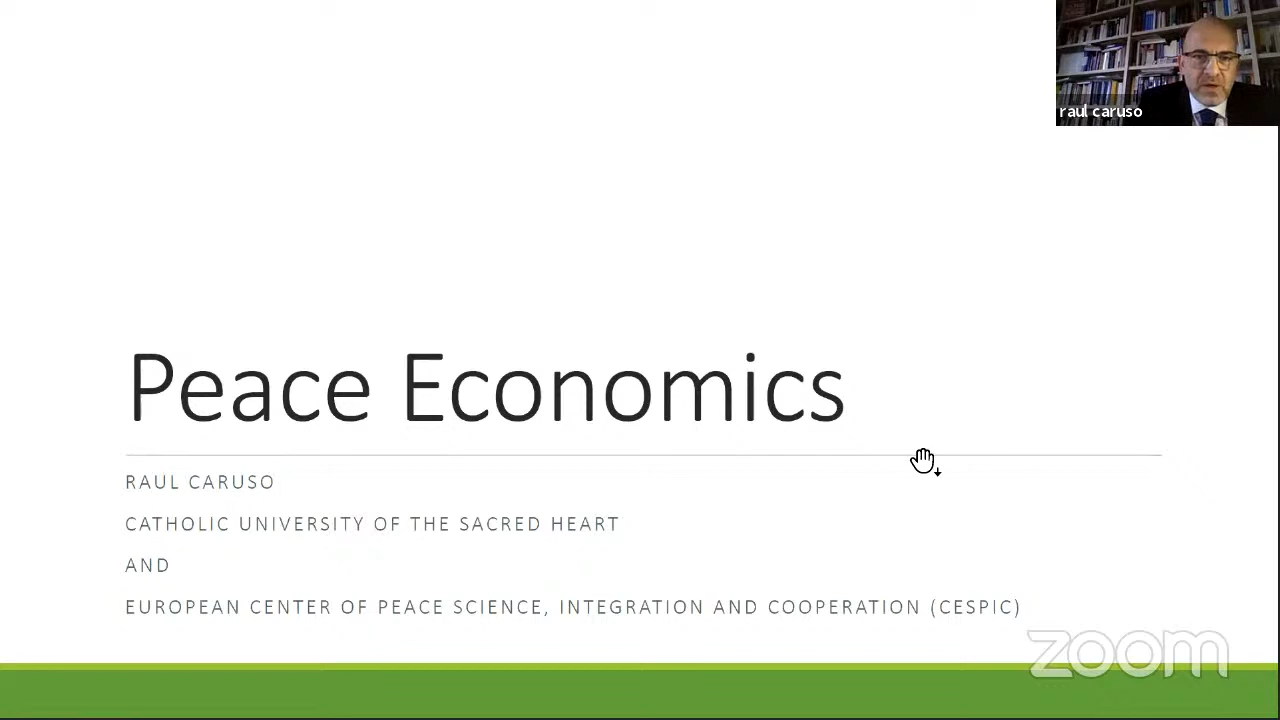 raul caruso
Peace Economics
RAUL CARUSO
CATHOLIC UNIVERSITY OF THE SACRED HEART
AND
EUROPEAN CENTER OF PEACE SCIENCE, INTEGRATION AND COOPERATION (CESPIC)
zoom